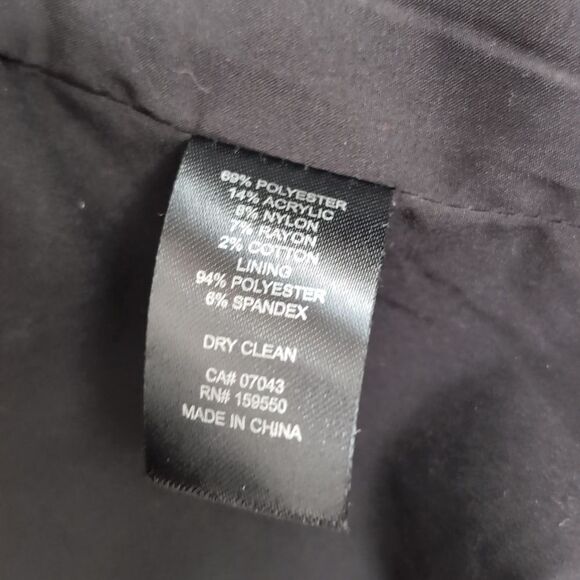 69% POLYESTER
14% ACRYLIC
8% NYLON
7% RAYON
2% COTTON
LINING
94% POLYESTER
6% SPANDEX
DRY CLEAN
CA# 07043
RN# 159550
MADE IN CHINA